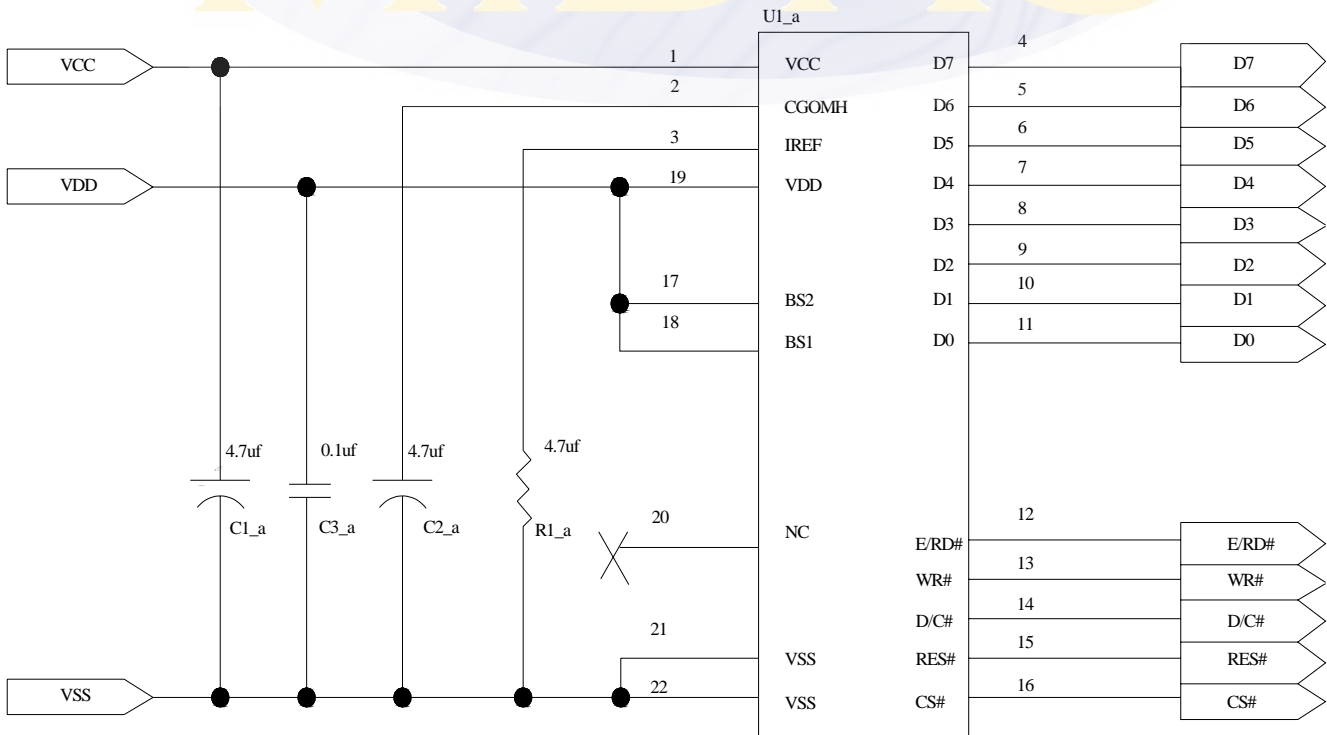 U1_a
VCC
1
VCC
D7
4
D7
2
CGOMH
D6
5
D6
3
IREF
D5
6
D5
VDD
19
VDD
D4
7
D4
D3
8
D3
D2
9
D2
17
BS2
D1
10
D1
18
BS1
D0
11
D0
4.7uf
0.1uf
4.7uf
4.7uf
C1_a
C3_a
C2_a
R1_a
20
NC
E/RD#
12
E/RD#
WR#
13
WR#
D/C#
14
D/C#
21
VSS
RES#
15
RES#
VSS
22
VSS
CS#
16
CS#